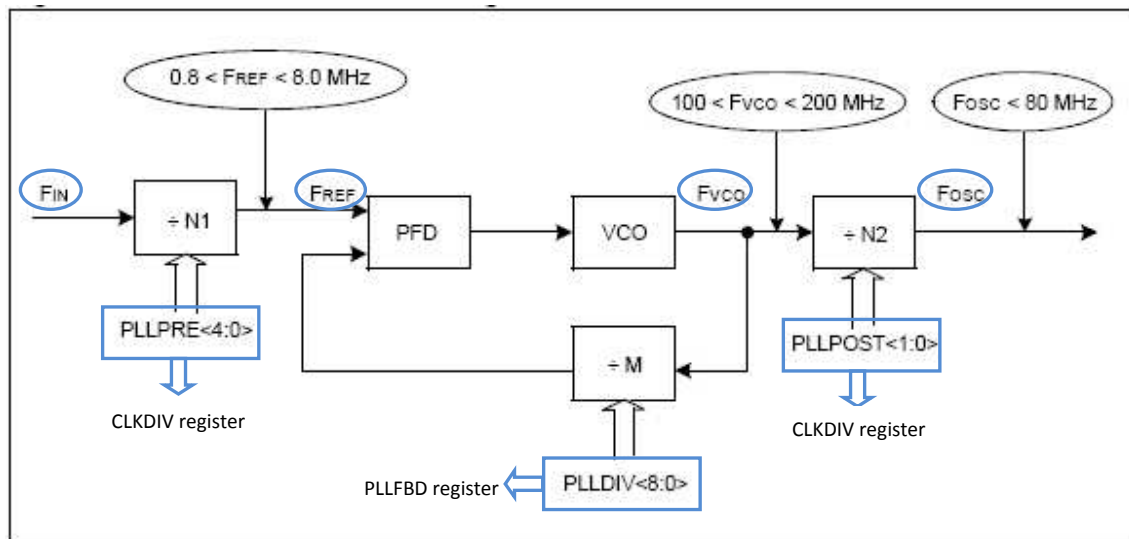 0.8 < FREF < 8.0 MHz
100 < FVCO < 200 MHz
FOSC < 80 MHz
FIN
FREF
FVCO
FOSC
÷ N1
PFD
VCO
÷ N2
PLLPRE<4:0>
÷ M
PLLPOST<1:0>
CLKDIV register
CLKDIV register
PLLFBD register
PLLDIV<8:0>